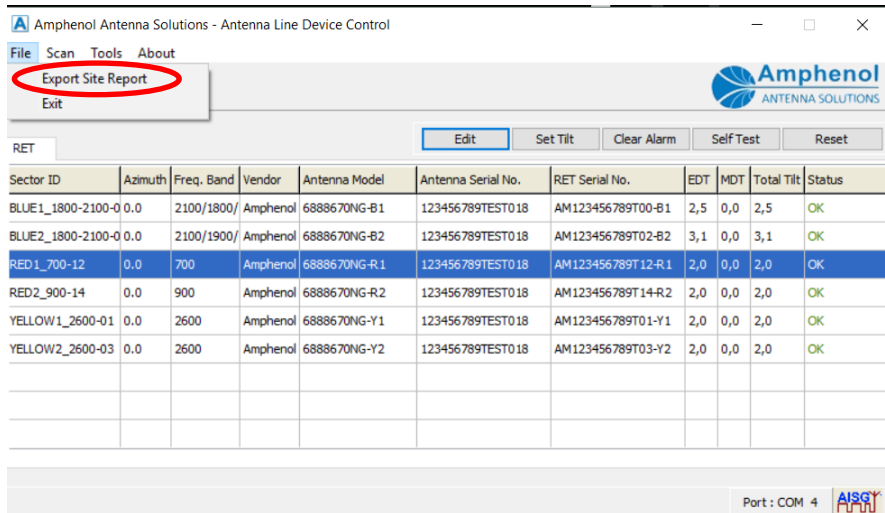 Amphenol Antenna Solutions - Antenna Line Device Control
File Scan Tools About
Export Site Report
Exit
Amphenol
ANTENNA SOLUTIONS
RET
Edit Set Tilt Clear Alarm Self Test Reset
Sector ID Azimuth Freq. Band Vendor Antenna Model Antenna Serial No. RET Serial No. EDT MDT Total Tilt Status
BLUE1_1800-2100-0 0.0 2100/1800/ Amphenol 6888670NG-B1 123456789TEST018 AM123456789T00-B1 2,5 0,0 2,5 OK
BLUE2_1800-2100-0 0.0 2100/1900/ Amphenol 6888670NG-B2 123456789TEST018 AM123456789T02-B2 3,1 0,0 3,1 OK
RED1_700-12 0.0 700 Amphenol 6888670NG-R1 123456789TEST018 AM123456789T12-R1 2,0 0,0 2,0 OK
RED2_900-14 0.0 900 Amphenol 6888670NG-R2 123456789TEST018 AM123456789T14-R2 2,0 0,0 2,0 OK
YELLOW1_2600-01 0.0 2600 Amphenol 6888670NG-Y1 123456789TEST018 AM123456789T01-Y1 2,0 0,0 2,0 OK
YELLOW2_2600-03 0.0 2600 Amphenol 6888670NG-Y2 123456789TEST018 AM123456789T03-Y2 2,0 0,0 2,0 OK
Port : COM 4 AISG